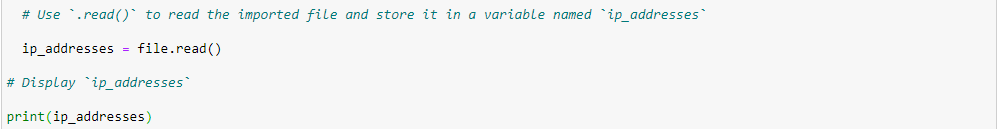 # Use `.read()` to read the imported file and store it in a variable named `ip_addresses`
ip_addresses = file.read()
# Display `ip_addresses`
print(ip_addresses)